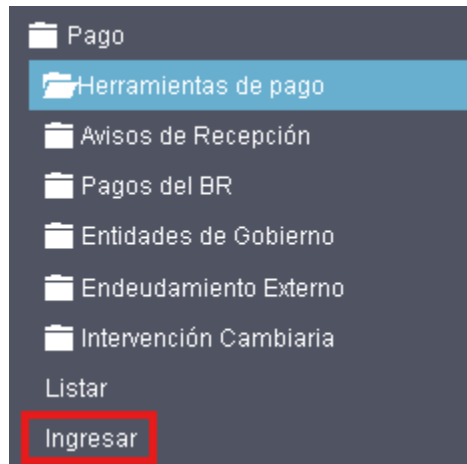 Pago
Herramientas de pago
Avisos de Recepción
Pagos del BR
Entidades de Gobierno
Endeudamiento Externo
Intervención Cambiaria
Listar
Ingresar